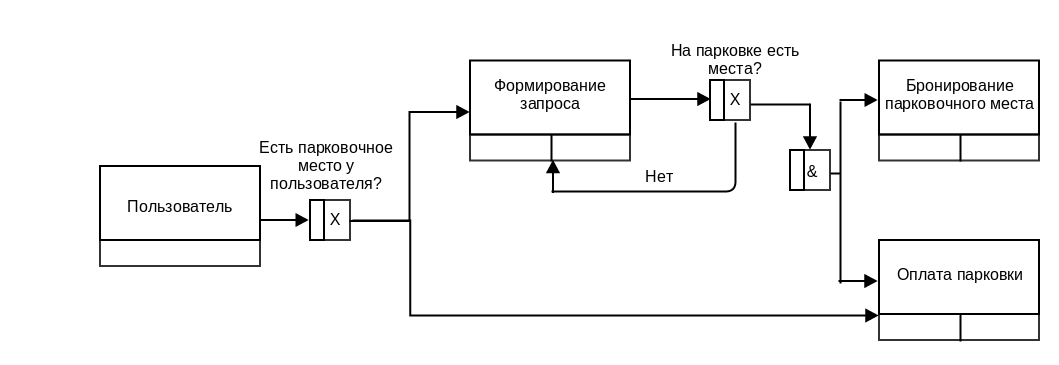 На парковке есть
места?
Формирование
запроса
X
Бронирование
парковочного места
Есть парковочное
место у
пользователя?
&
Нет
Пользователь
X
Оплата парковки